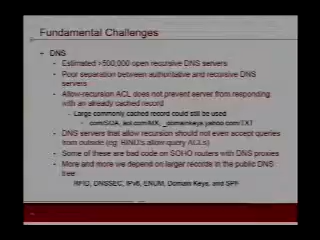 Fundamental Challenges
DNS
Estimated >500,000 open recursive DNS servers
Poor separation between authoritative and recursive DNS
servers
Allow-recursion ACL does not prevent server from responding
with an already cached record
Large commonly cached record could still be used
com/SOA, aol.com/MX, _domainkeys.yahoo.com/TXT
DNS servers that allow recursion should not even accept queries
from outside (eg: BIND's allow query ACLs)
Some of these are bad code on SOHO routers with DNS proxies
More and more we depend on larger records in the public DNS
tree
RFID, DNSSEC, IPv6, ENUM, Domain Keys, and SPF